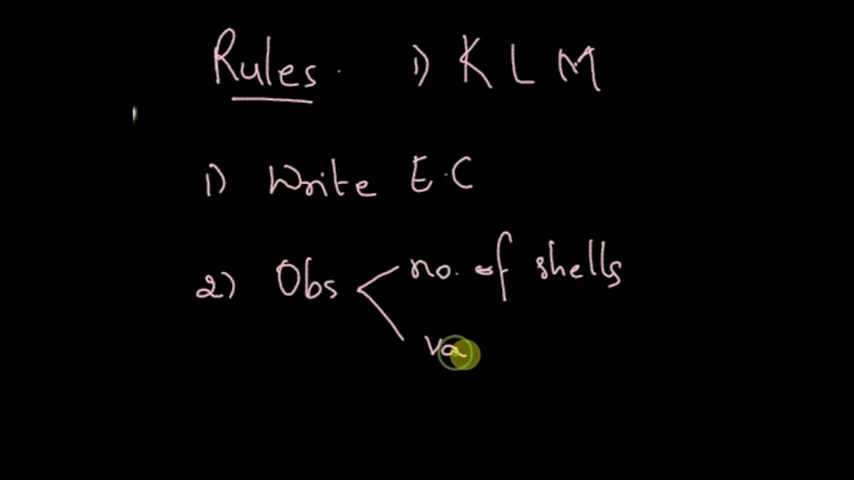 Rules. 1) K L M
1) Write E.C
2) Obs no. of shells
va